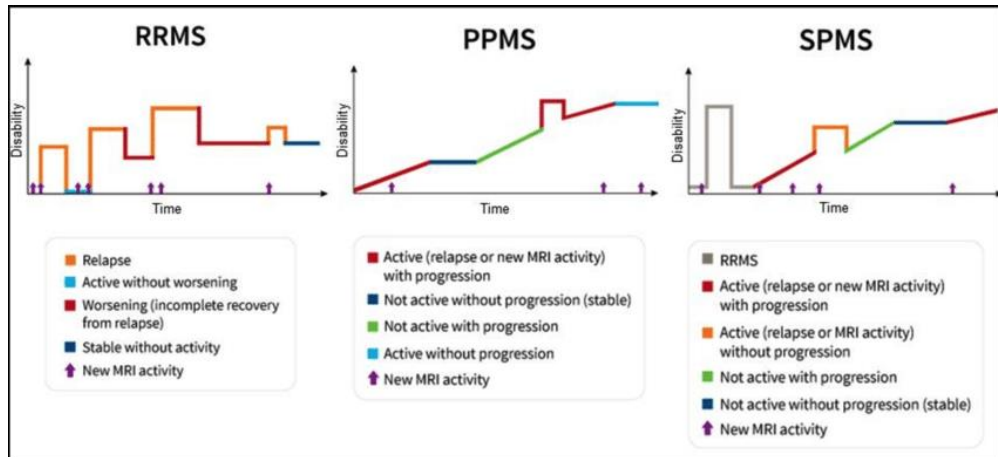 RRMS
Disability
Time
Relapse
Active without worsening
Worsening (incomplete recovery
from relapse)
Stable without activity
New MRI activity
PPMS
Disability
Time
Active (relapse or new MRI activity)
with progression
Not active without progression (stable)
Not active with progression
Active without progression
New MRI activity
SPMS
Disability
Time
RRMS
Active (relapse or new MRI activity)
with progression
Active (relapse or MRI activity)
without progression
Not active with progression
Not active without progression (stable)
New MRI activity